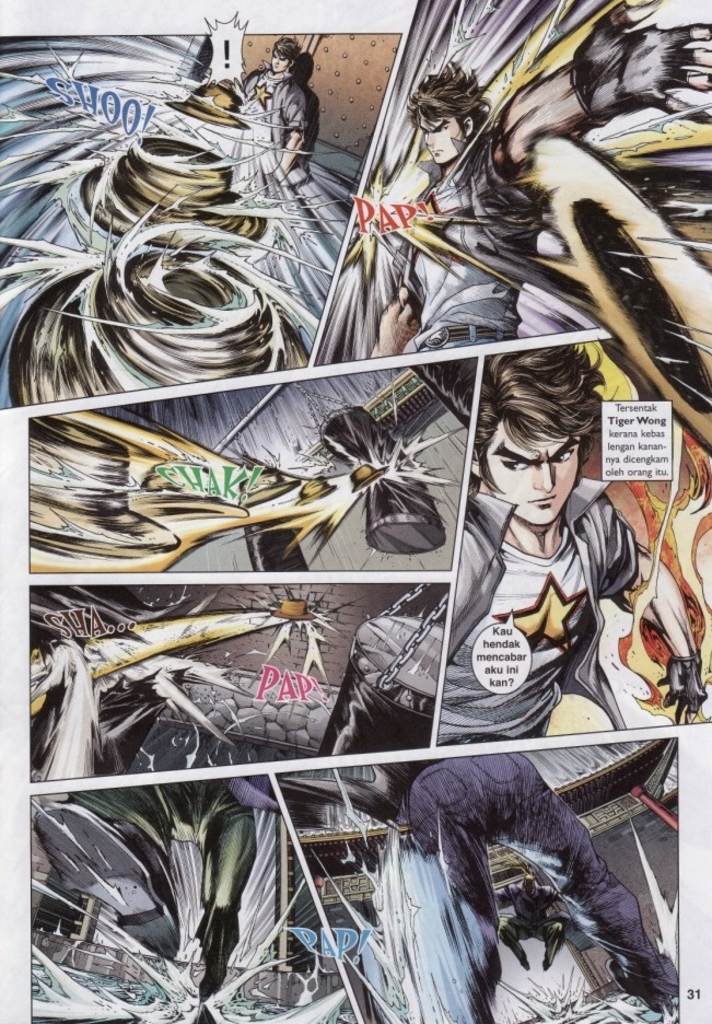 !
SHOO!
PAP!
CHAK!
Tersentak
Tiger Wong
kerana kebas
lengan kanan-
nya dicengkam
oleh orang itu.
Kau
hendak
mencabar
aku ini
kan?
SHA...
PAP!
PAP!
31